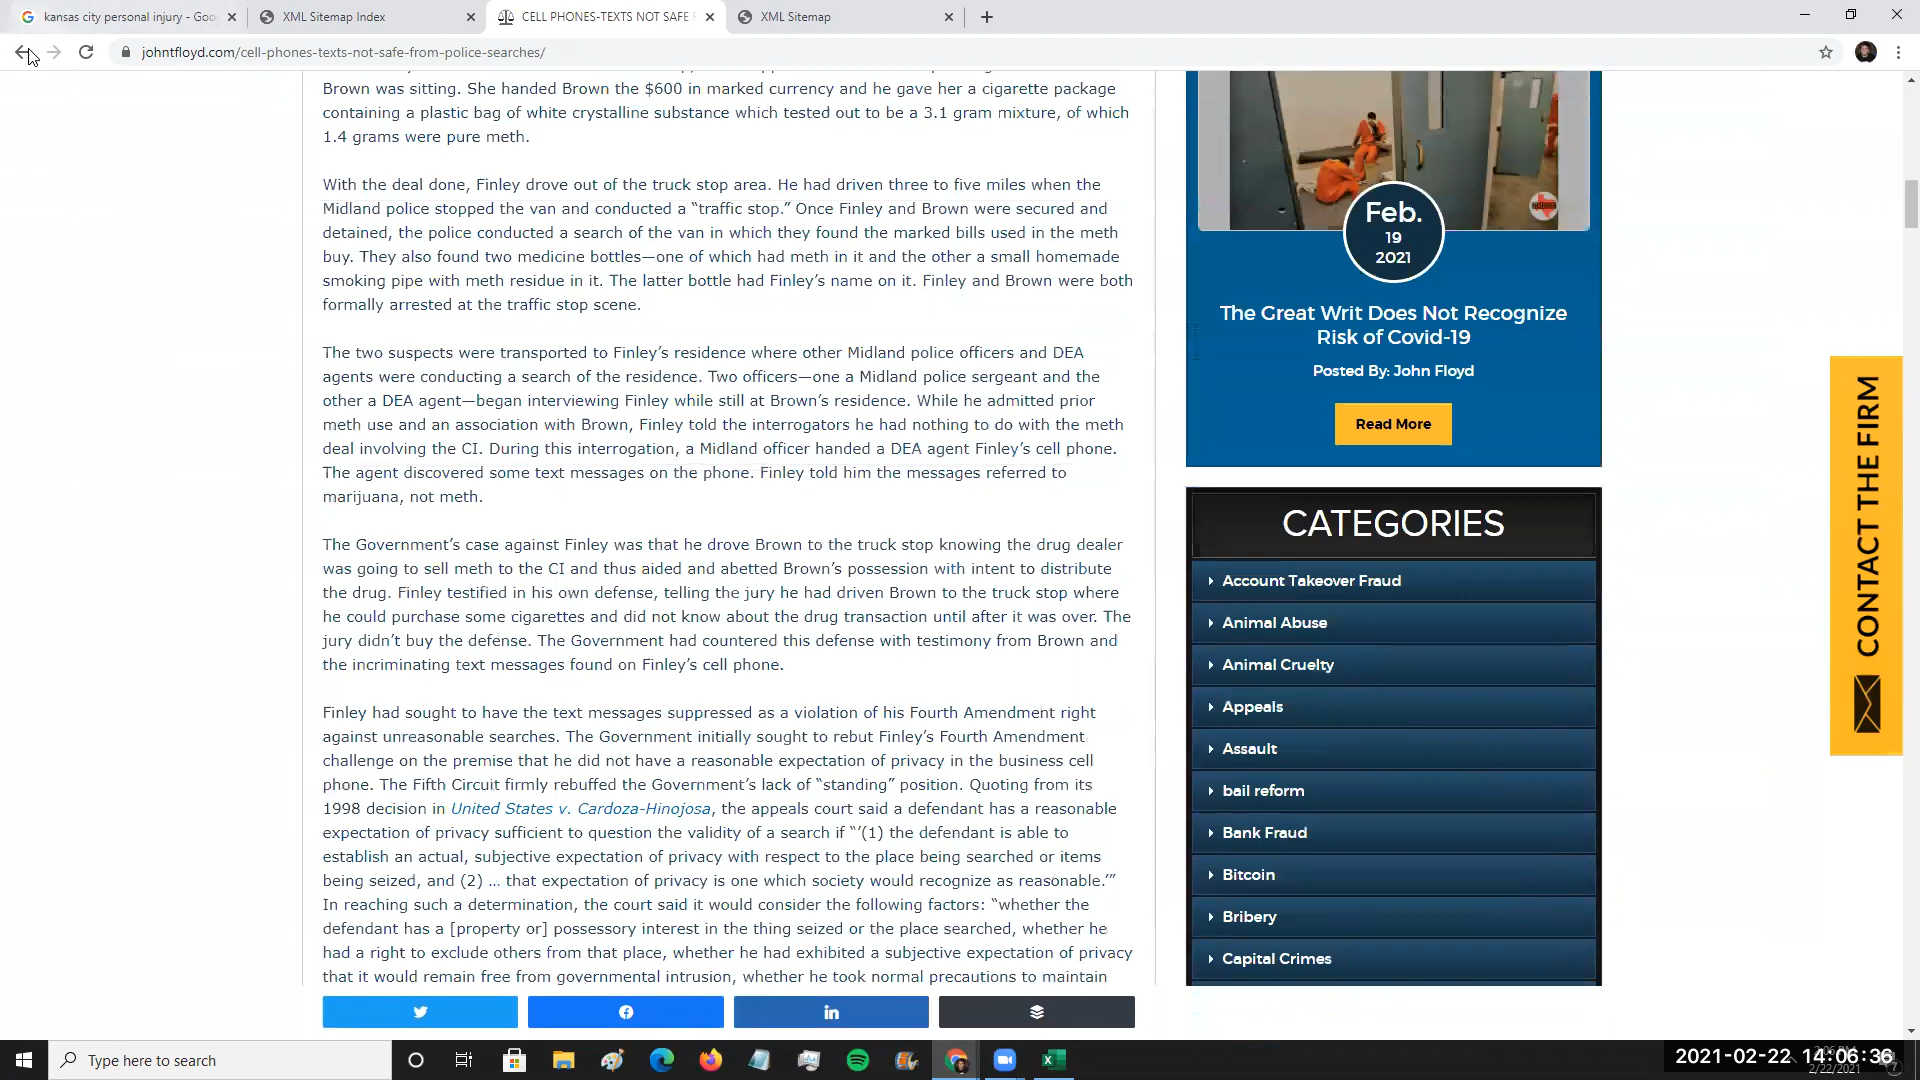 kansas city personal injury - Goo
XML Sitemap Index
CELL PHONES-TEXTS NOT SAFE
XML Sitemap
johntfloyd.com/cell-phones-texts-not-safe-from-police-searches/
Brown was sitting. She handed Brown the $600 in marked currency and he gave her a cigarette package
containing a plastic bag of white crystalline substance which tested out to be a 3.1 gram mixture, of which
1.4 grams were pure meth.
With the deal done, Finley drove out of the truck stop area. He had driven three to five miles when the
Midland police stopped the van and conducted a “traffic stop.” Once Finley and Brown were secured and
detained, the police conducted a search of the van in which they found the marked bills used in the meth
buy. They also found two medicine bottles—one of which had meth in it and the other a small homemade
smoking pipe with meth residue in it. The latter bottle had Finley’s name on it. Finley and Brown were both
formally arrested at the traffic stop scene.
The two suspects were transported to Finley’s residence where other Midland police officers and DEA
agents were conducting a search of the residence. Two officers—one a Midland police sergeant and the
other a DEA agent—began interviewing Finley while still at Brown’s residence. While he admitted prior
meth use and an association with Brown, Finley told the interrogators he had nothing to do with the meth
deal involving the CI. During this interrogation, a Midland officer handed a DEA agent Finley’s cell phone.
The agent discovered some text messages on the phone. Finley told him the messages referred to
marijuana, not meth.
The Government’s case against Finley was that he drove Brown to the truck stop knowing the drug dealer
was going to sell meth to the CI and thus aided and abetted Brown’s possession with intent to distribute
the drug. Finley testified in his own defense, telling the jury he had driven Brown to the truck stop where
he could purchase some cigarettes and did not know about the drug transaction until after it was over. The
jury didn’t buy the defense. The Government had countered this defense with testimony from Brown and
the incriminating text messages found on Finley’s cell phone.
Finley had sought to have the text messages suppressed as a violation of his Fourth Amendment right
against unreasonable searches. The Government initially sought to rebut Finley’s Fourth Amendment
challenge on the premise that he did not have a reasonable expectation of privacy in the business cell
phone. The Fifth Circuit firmly rebuffed the Government’s lack of “standing” position. Quoting from its
1998 decision in United States v. Cardoza-Hinojosa, the appeals court said a defendant has a reasonable
expectation of privacy sufficient to question the validity of a search if “‘(1) the defendant is able to
establish an actual, subjective expectation of privacy with respect to the place being searched or items
being seized, and (2) … that expectation of privacy is one which society would recognize as reasonable.’”
In reaching such a determination, the court said it would consider the following factors: “whether the
defendant has a [property or] possessory interest in the thing seized or the place searched, whether he
had a right to exclude others from that place, whether he had exhibited a subjective expectation of privacy
that it would remain free from governmental intrusion, whether he took normal precautions to maintain
Feb.
19
2021
The Great Writ Does Not Recognize
Risk of Covid-19
Posted By: John Floyd
Read More
CATEGORIES
Account Takeover Fraud
Animal Abuse
Animal Cruelty
Appeals
Assault
bail reform
Bank Fraud
Bitcoin
Bribery
Capital Crimes
CONTACT THE FIRM
Type here to search
2021-02-22 14:06:36
2/22/2021